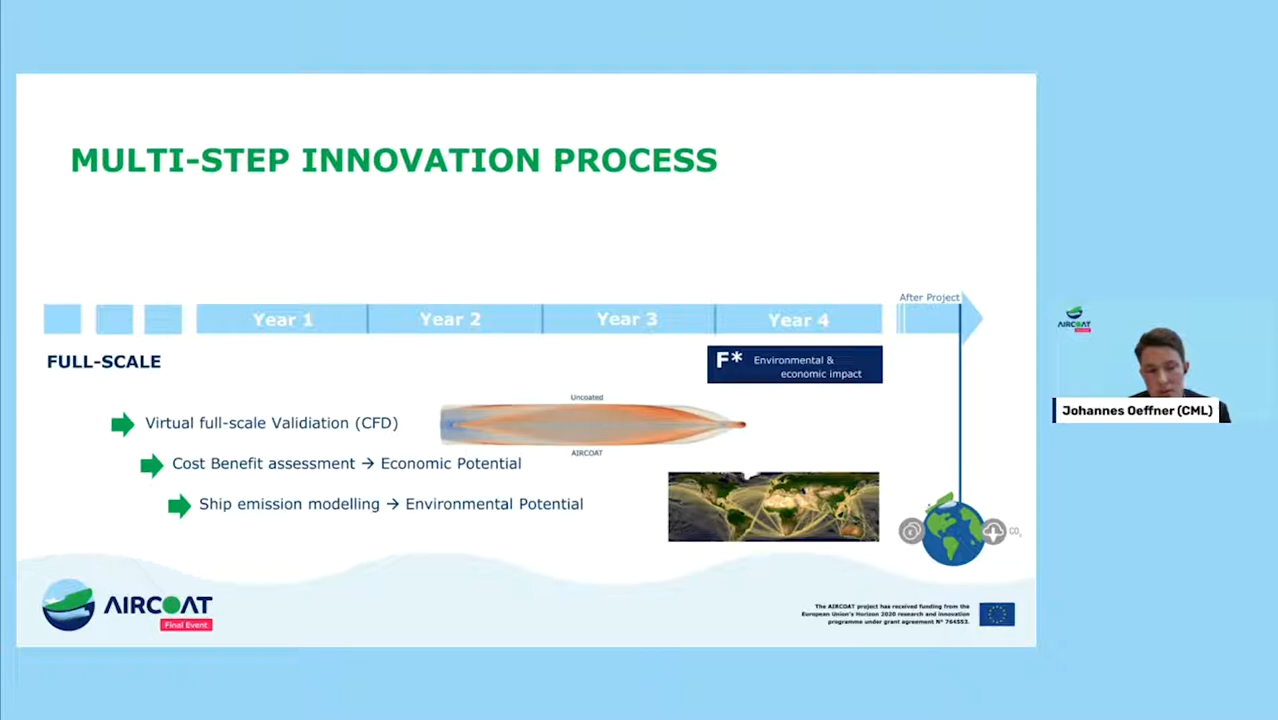 MULTI-STEP INNOVATION PROCESS
After Project
Year 1
Year 2
Year 3
Year 4
FULL-SCALE
F*
Environmental &
economic impact
Uncoated
Virtual full-scale Validiation (CFD)
AIRCOAT
Cost Benefit assessment → Economic Potential
Ship emission modelling → Environmental Potential
CO
AIRCOAT
Final Event
The AIRCOAT project has received funding from the
European Union's Horizon 2020 research and innovation
programme under grant agreement N° 764553.
AIRCOAT
Johannes Oeffner (CML)